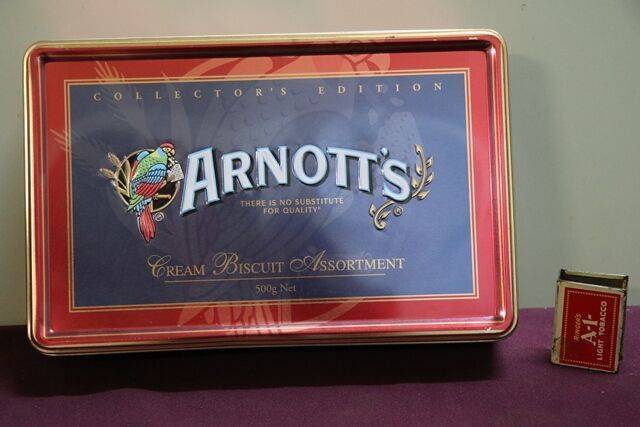 COLLECTOR'S EDITION
ARNOTT'S
THERE IS NO SUBSTITUTE
FOR QUALITY®
CREAM BISCUIT ASSORTMENT
500g Net
A-1-
LIGHT TOBACCO